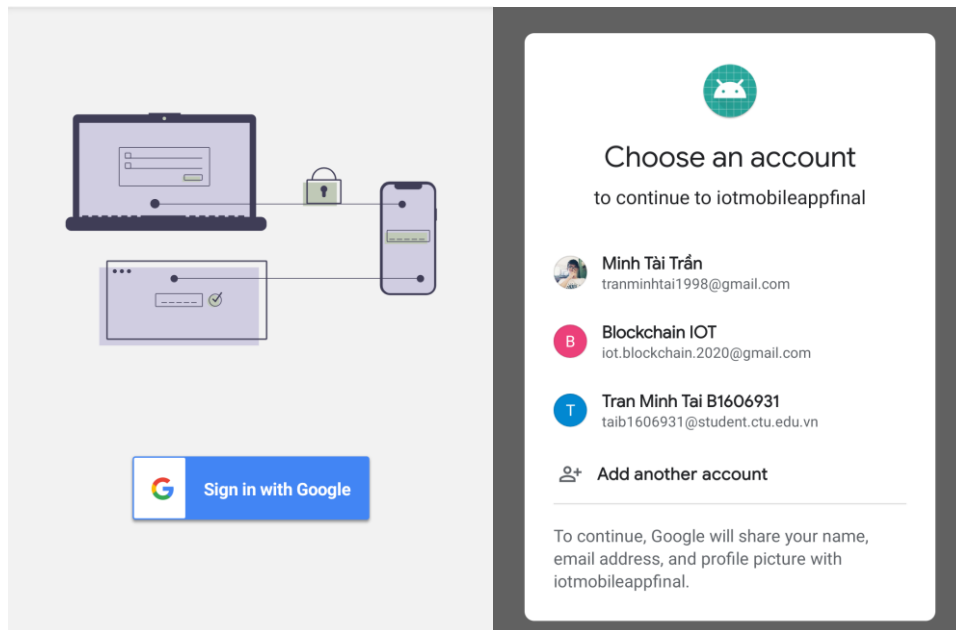 Sign in with Google
Choose an account
to continue to iotmobileappfinal
Minh Tài Trần
tranminhtai1998@gmail.com
B
Blockchain IOT
iot.blockchain.2020@gmail.com
T
Tran Minh Tai B1606931
taib1606931@student.ctu.edu.vn
Add another account
To continue, Google will share your name,
email address, and profile picture with
iotmobileappfinal.